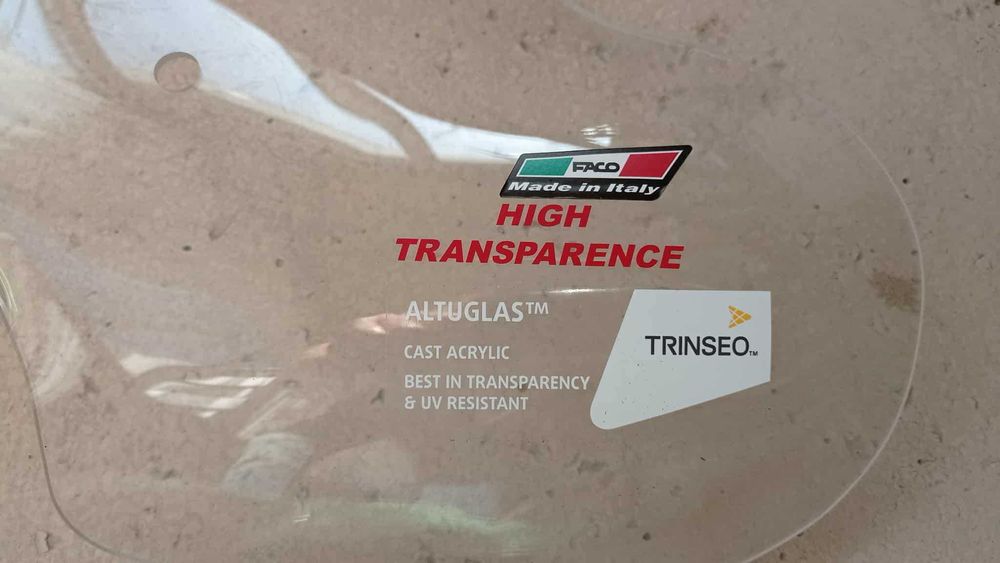 FACO
Made in Italy
HIGH
TRANSPARENCE
ALTUGLAS™
CAST ACRYLIC
BEST IN TRANSPARENCY
& UV RESISTANT
TRINSEO™